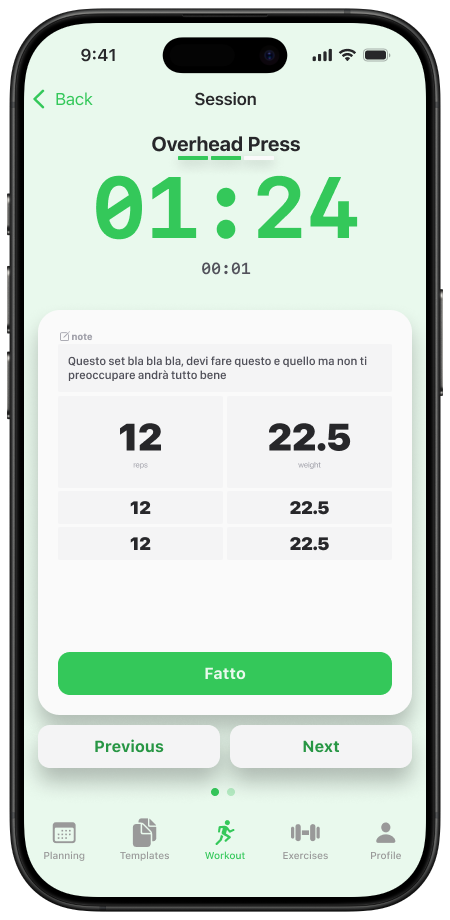 9:41
Back
Session
Overhead Press
01:24
00:01
note
Questo set bla bla bla, devi fare questo e quello ma non ti
preoccupare andrà tutto bene
12 22.5
reps weight
12 22.5
12 22.5
Fatto
Previous Next
Planning Templates Workout Exercises Profile